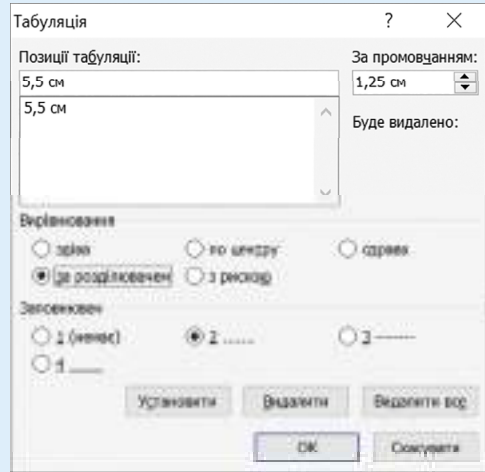 Табуляція ?
Позиції табуляції: За промовчанням:
5,5 см 1,25 см
5,5 см
Буде видалено:
Вирівнювання
зліва по центру справа
за розділювачем з рискою
Заповнювач
1 (немає) 2 ...... 3 -------
4 ____
Установити Видалити Видалити все
OK Скасувати